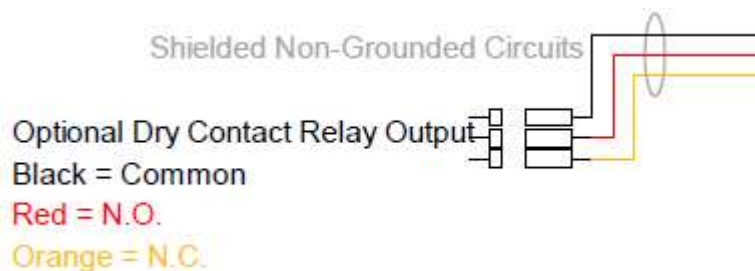 Shielded Non-Grounded Circuits
Optional Dry Contact Relay Output
Black = Common
Red = N.O.
Orange = N.C.